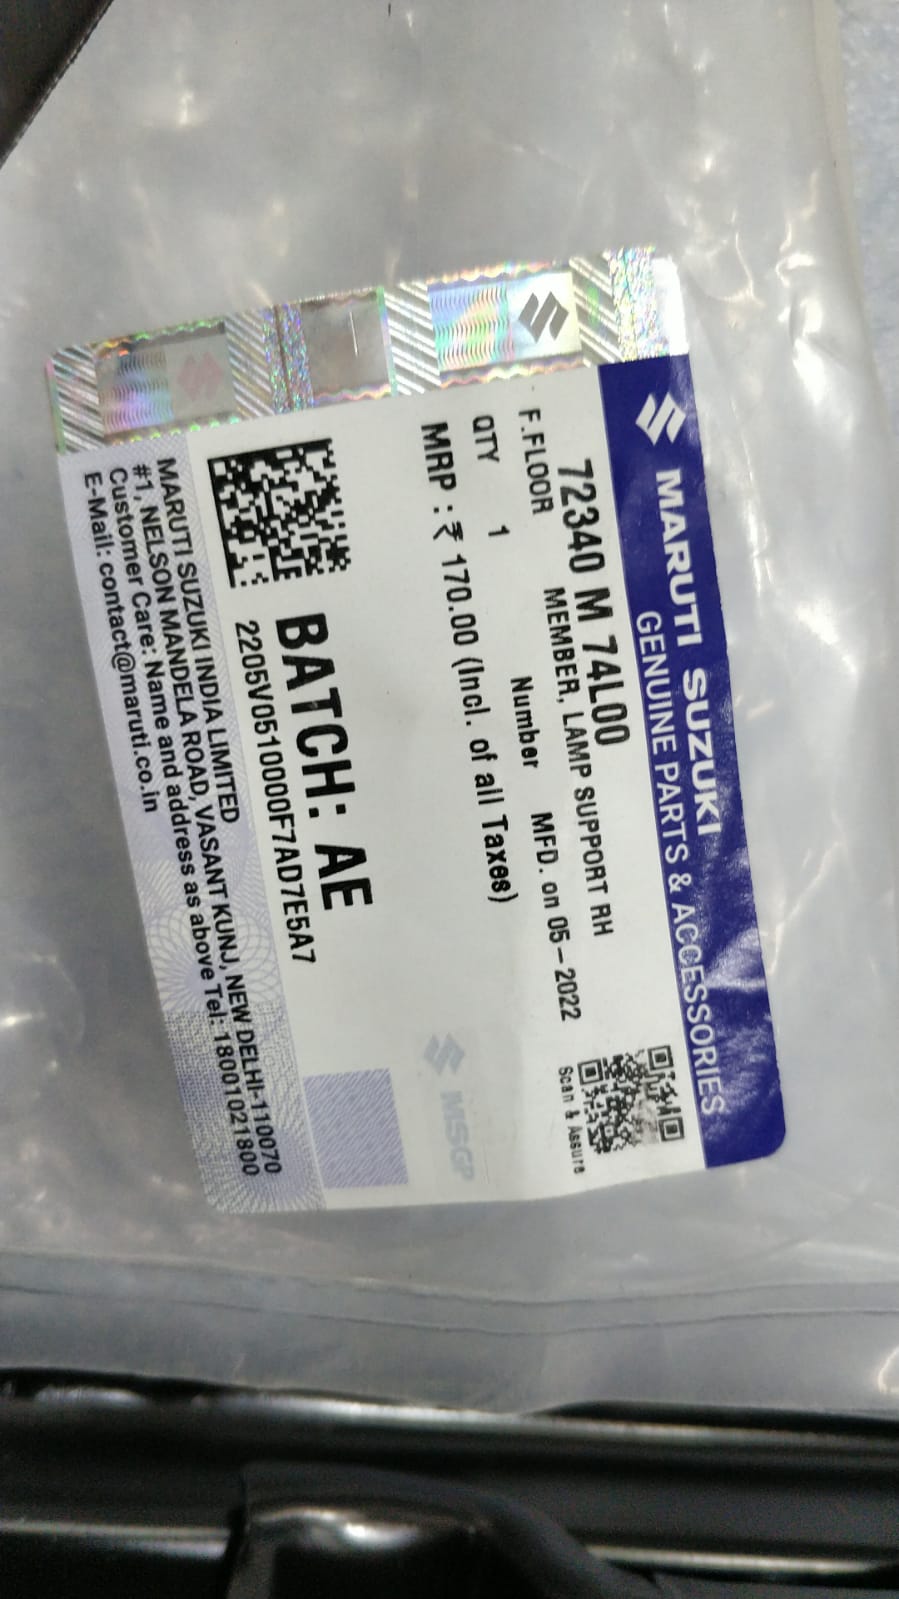 MARUTI SUZUKI
GENUINE PARTS & ACCESSORIES
72340 M 74L00
MEMBER, LAMP SUPPORT RH
F.FLOOR
QTY 1 Number MFD. on 05-2022
MRP : ₹ 170.00 (Incl. of all Taxes)
Scan & Assure
MSGP
BATCH: AE
2205V0510000F7AD7E5A7
MARUTI SUZUKI INDIA LIMITED
#1, NELSON MANDELA ROAD, VASANT KUNJ, NEW DELHI-110070
Customer Care: Name and address as above Tel: 18001021800
E-Mail: contact@maruti.co.in